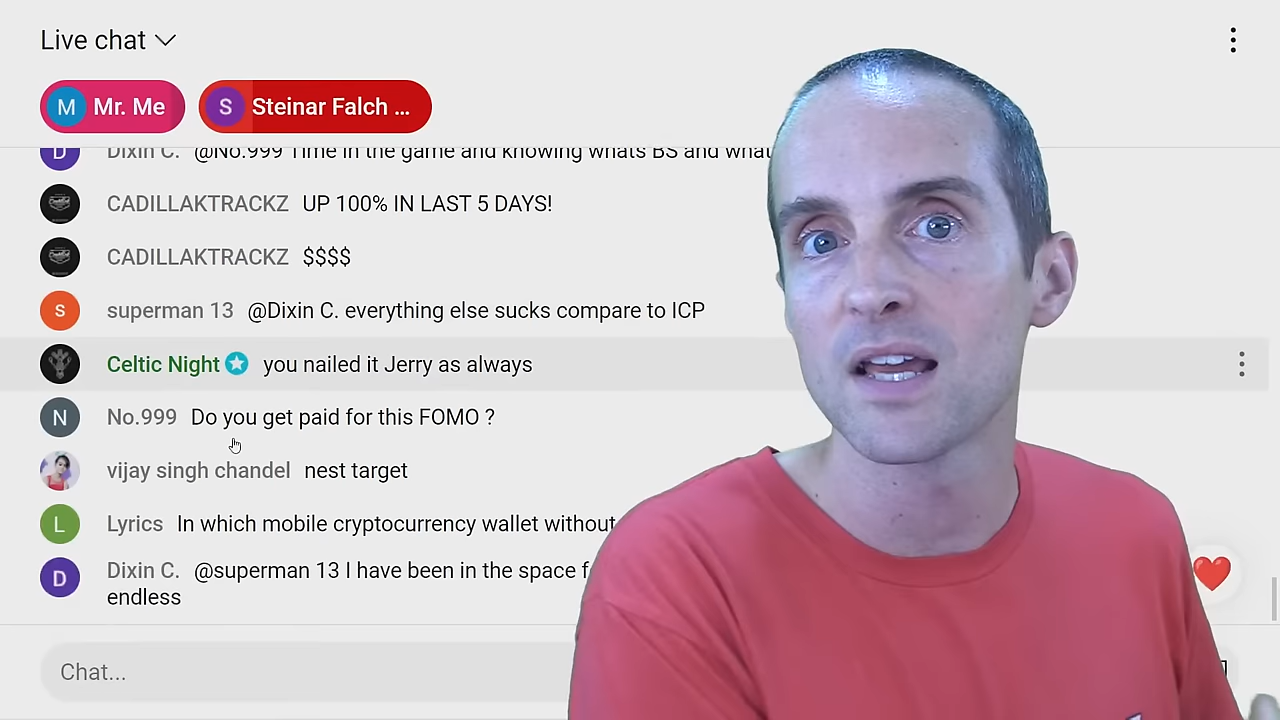 Live chat
M Mr. Me S Steinar Falch ...
D Dixin C. @No.999 Time in the game and knowing whats BS and what
CADILLAKTRACKZ UP 100% IN LAST 5 DAYS!
CADILLAKTRACKZ $$$$
s superman 13 @Dixin C. everything else sucks compare to ICP
Celtic Night you nailed it Jerry as always
N No.999 Do you get paid for this FOMO ?
vijay singh chandel nest target
L Lyrics In which mobile cryptocurrency wallet without
D Dixin C. @superman 13 I have been in the space f
endless
Chat...